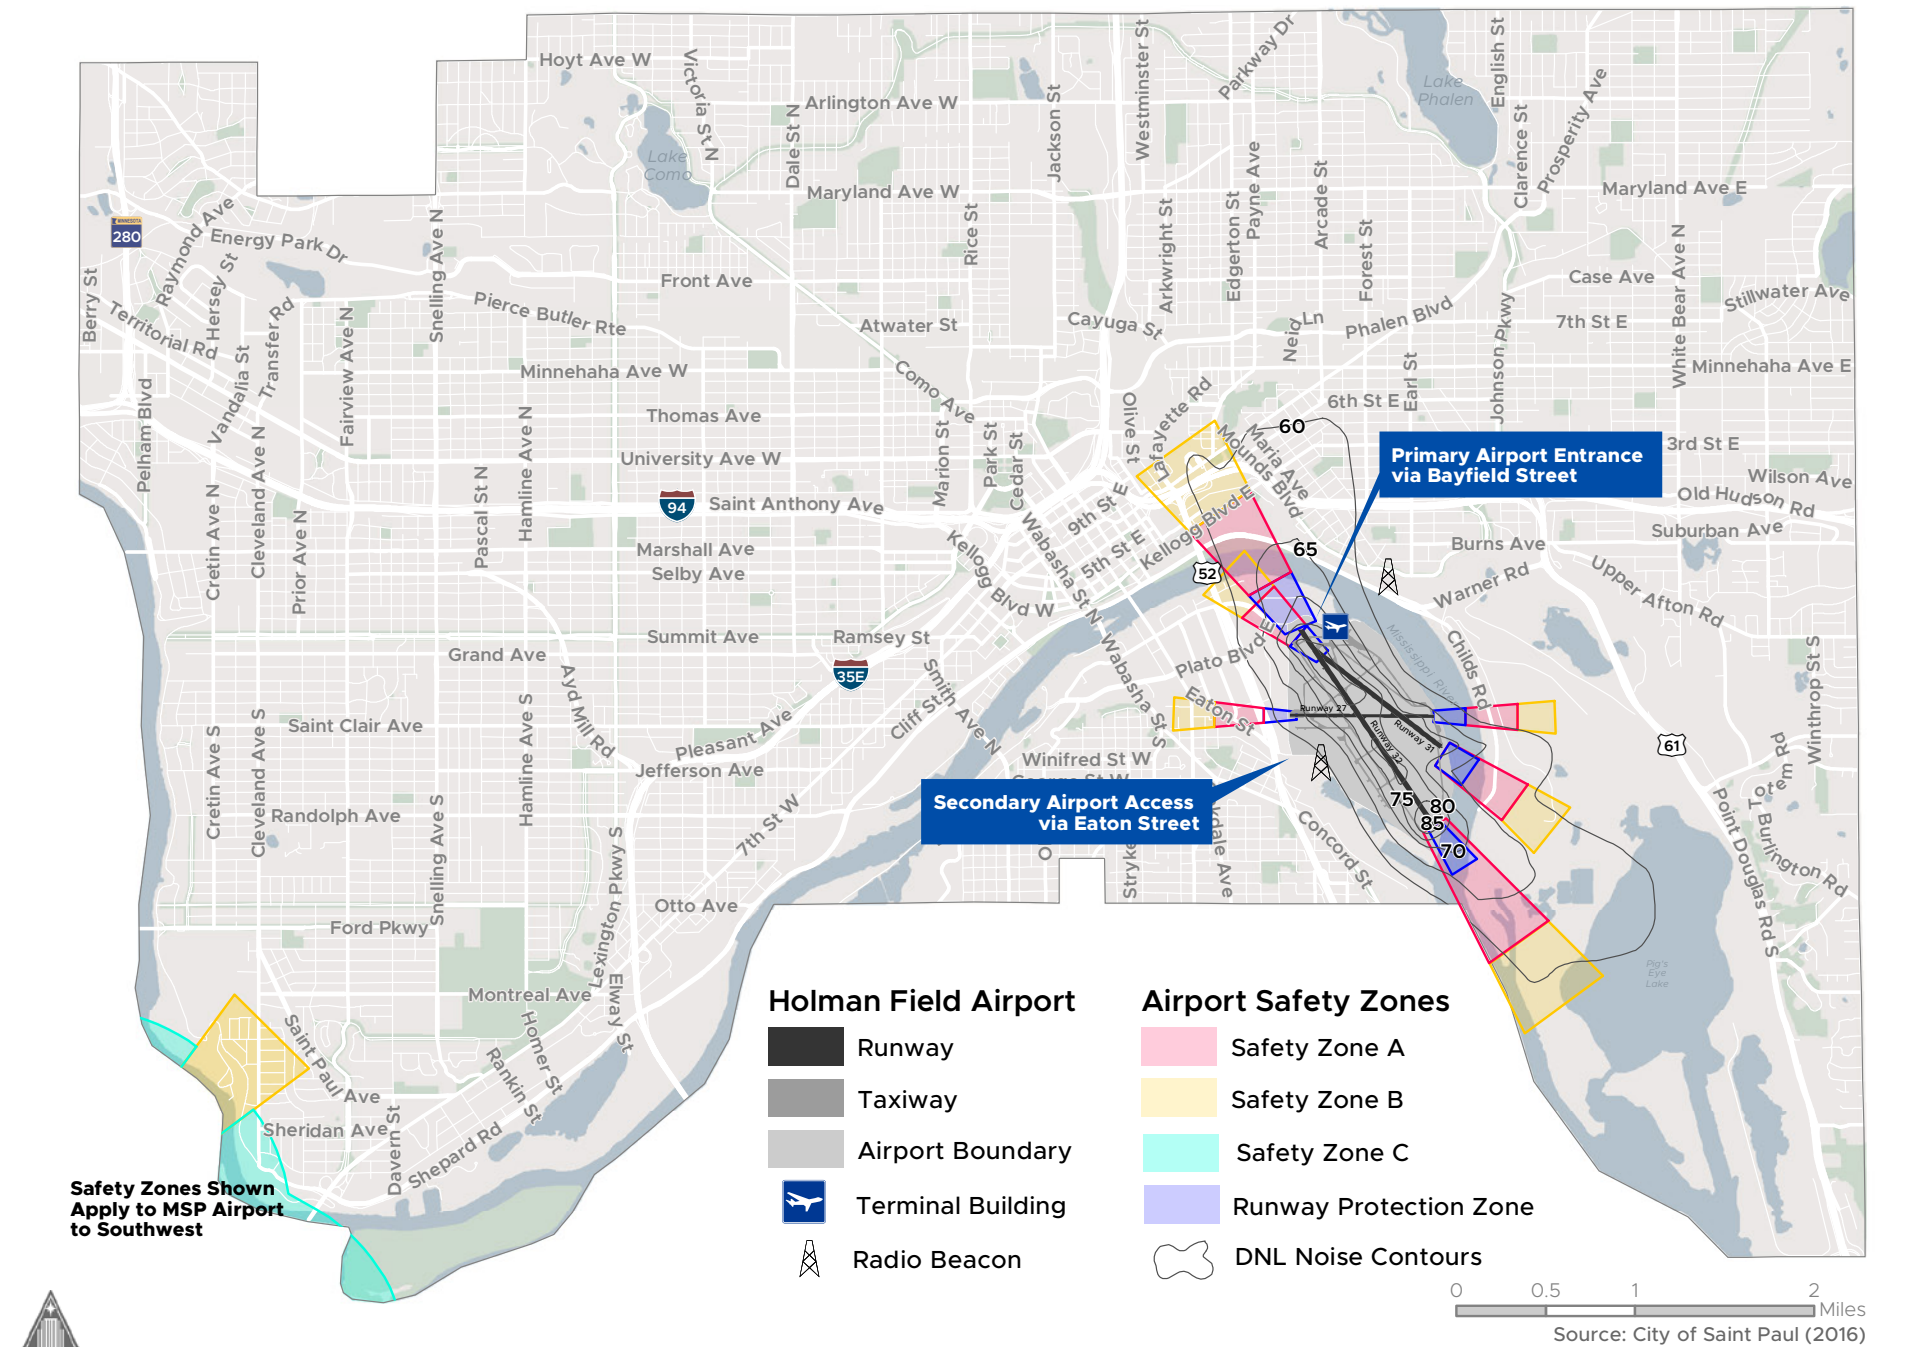 Hoyt Ave W
Victoria St N
Arlington Ave W
Dale St N
Jackson St
Westminster St
Parkway Dr
Lake
Phalen
English St
Clarence St
Prosperity Ave
Lake
Como
Maryland Ave W
Maryland Ave E
MINNESOTA
280
Raymond Ave
Energy Park Dr
Hersey St
Berry St
Territorial Rd
Transfer Rd
Vandalia St
Snelling Ave N
Fairview Ave N
Pierce Butler Rte
Front Ave
Rice St
Arkwright St
Edgerton St
Payne Ave
Arcade St
Forest St
Case Ave
White Bear Ave N
Stillwater Ave
Atwater St
Cayuga St
Neid Ln
Phalen Blvd
Johnson Pkwy
7th St E
Minnehaha Ave W
Minnehaha Ave E
Como Ave
Earl St
Pelham Blvd
Thomas Ave
Olive St
Lafayette Rd
6th St E
60
Maria Ave
Mounds Blvd
3rd St E
Primary Airport Entrance
via Bayfield Street
Wilson Ave
Old Hudson Rd
Suburban Ave
Cleveland Ave N
Hamline Ave N
University Ave W
Marion St
Park St
Cedar St
Cretin Ave N
Prior Ave N
Pascal St N
94
Saint Anthony Ave
Wabasha St N
9th St E
5th St E
Kellogg Blvd E
Marshall Ave
Selby Ave
Kellogg Blvd W
52
65
Burns Ave
Warner Rd
Upper Afton Rd
Summit Ave
Ramsey St
Grand Ave
35E
Ayd Mill Rd
Smith Ave N
Wabasha St S
Plato Blvd E
Eaton St
Mississippi River
Childs Rd
Winthrop St S
Runway 27
Runway 31
Runway 32
61
Cretin Ave S
Cleveland Ave S
Saint Clair Ave
Hamline Ave S
Pleasant Ave
Cliff St
Jefferson Ave
Winifred St W
George St W
Secondary Airport Access
via Eaton Street
75
80
85
70
Randolph Ave
Snelling Ave S
7th St W
Lexington Pkwy S
Concord St
Point Douglas Rd S
Totem Rd
Burlington Rd
Otto Ave
Ford Pkwy
Pig's
Eye
Lake
Montreal Ave
Elway St
Homer St
Rankin St
Saint Paul Ave
Sheridan Ave
Davern St
Shepard Rd
Safety Zones Shown
Apply to MSP Airport
to Southwest
Holman Field Airport
Runway
Taxiway
Airport Boundary
Terminal Building
Radio Beacon
Airport Safety Zones
Safety Zone A
Safety Zone B
Safety Zone C
Runway Protection Zone
DNL Noise Contours
0 0.5 1 2
Miles
Source: City of Saint Paul (2016)